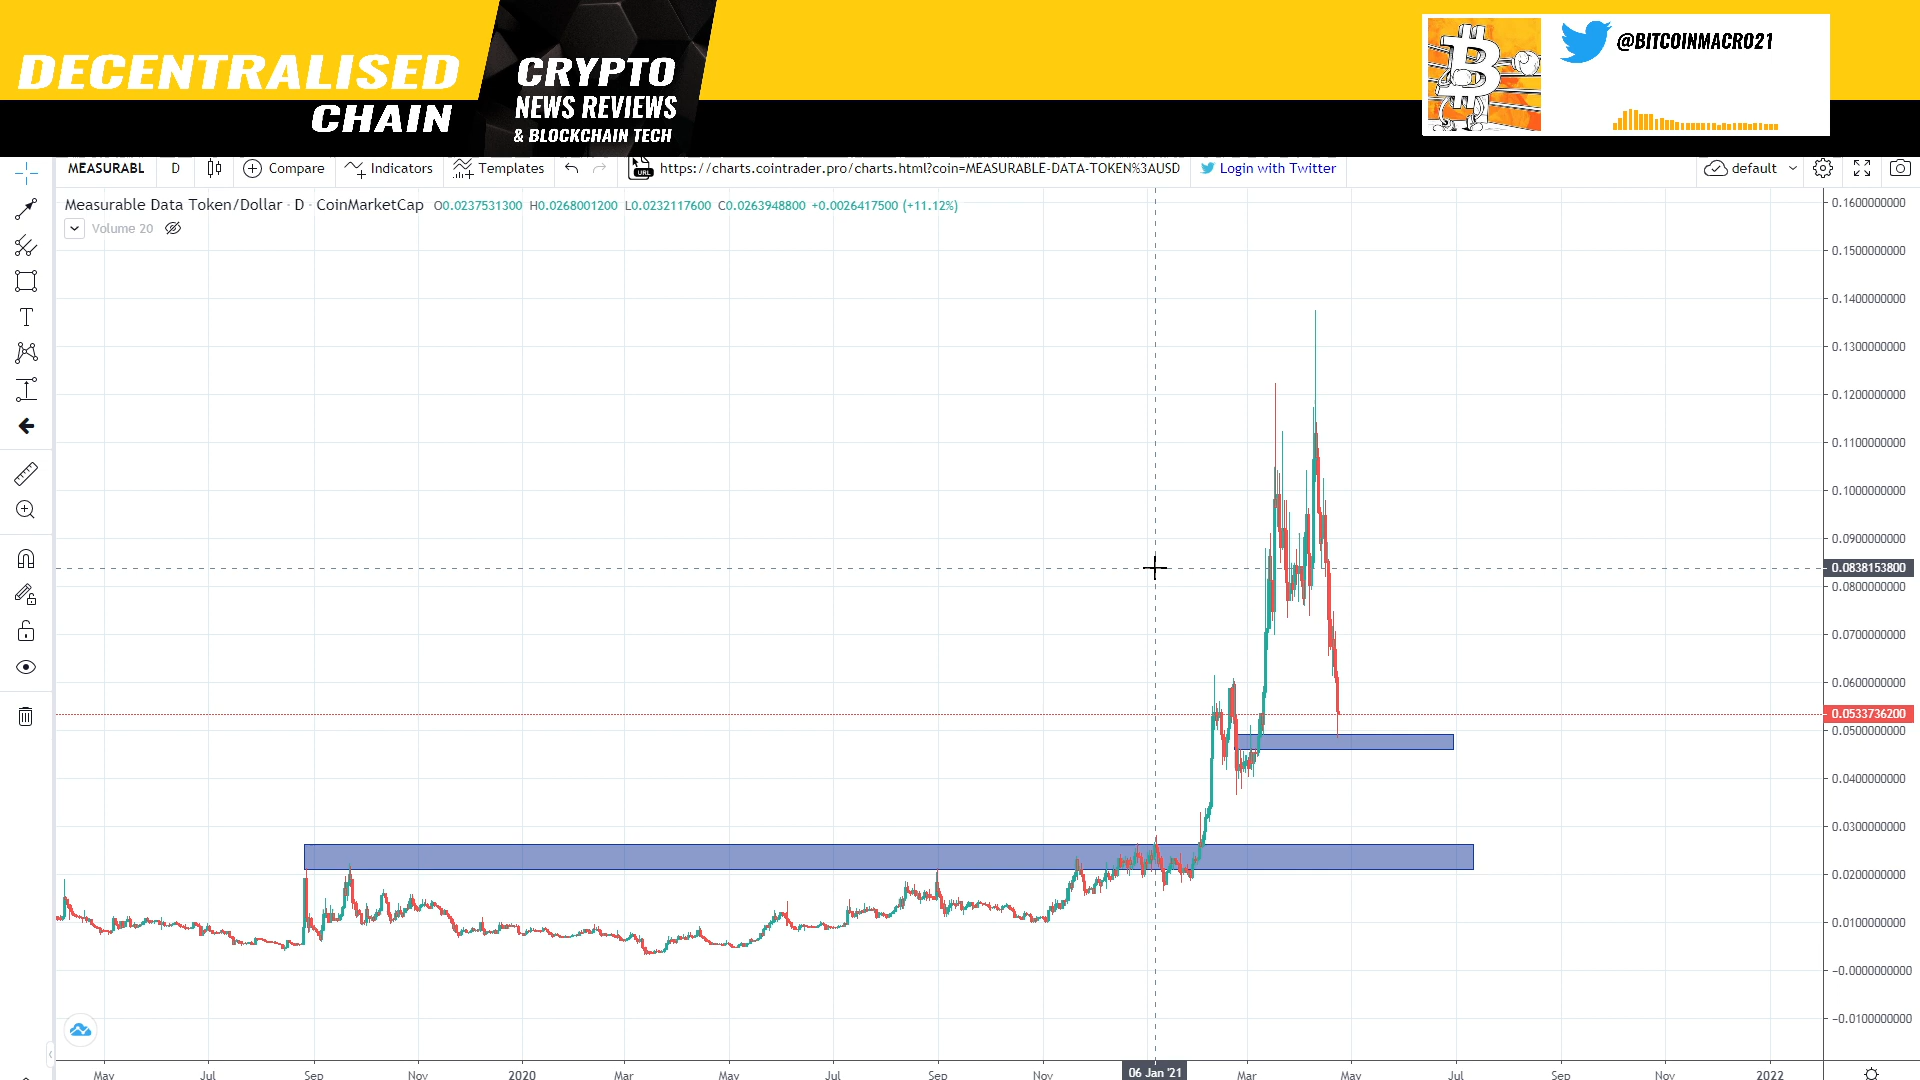 DECENTRALISED
CHAIN
CRYPTO
NEWS REVIEWS
& BLOCKCHAIN TECH
@BITCOINMACRO21
MEASURABL D Compare Indicators Templates URL https://charts.cointrader.pro/charts.html?coin=MEASURABLE-DATA-TOKEN%3AUSD Login with Twitter default
Measurable Data Token/Dollar · D · CoinMarketCap O0.0237531300 H0.0268001200 L0.0232117600 C0.0263948800 +0.0026417500 (+11.12%)
Volume 20
0.1600000000
0.1500000000
0.1400000000
0.1300000000
0.1200000000
0.1100000000
0.1000000000
0.0900000000
0.0838153800
0.0800000000
0.0700000000
0.0600000000
0.0533736200
0.0500000000
0.0400000000
0.0300000000
0.0200000000
0.0100000000
−0.0000000000
−0.0100000000
May Jul Sep Nov 2020 Mar May Jul Sep Nov 06 Jan '21 Mar May Jul Sep Nov 2022